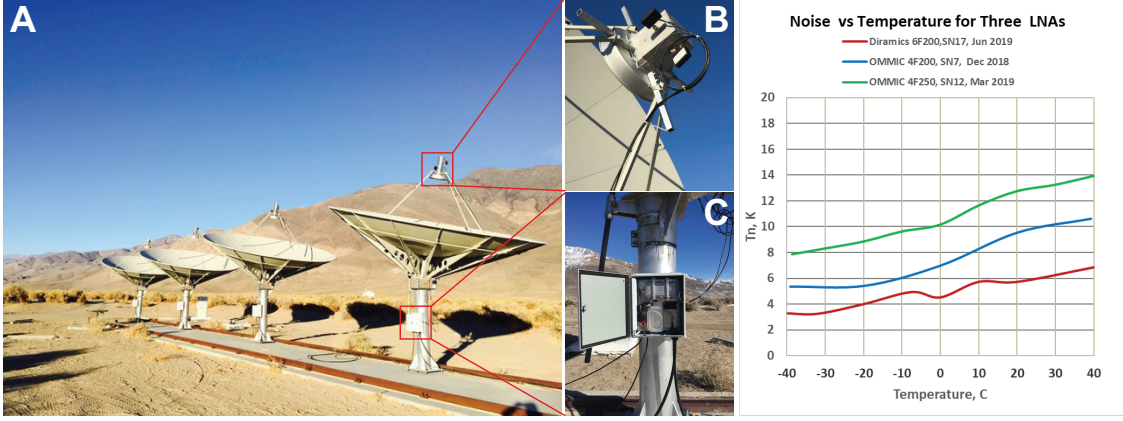 A
B
C
Noise vs Temperature for Three LNAs
Diramics 6F200,SN17, Jun 2019
OMMIC 4F200, SN7, Dec 2018
OMMIC 4F250, SN12, Mar 2019
Tn, K
20
18
16
14
12
10
8
6
4
2
0
-40 -30 -20 -10 0 10 20 30 40
Temperature, C